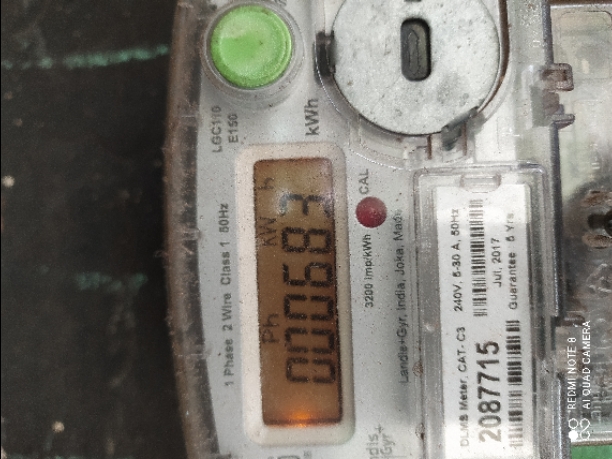 LGC110
E150
kWh
1 Phase 2 Wire Class 1 50Hz
Ph kW h
000683
CAL
3200 imp/kWh
Landis+Gyr, India, Joka, Made
DLMS Meter, CAT- C3
240V, 5-30 A, 50Hz
2087715
Jul, 2017
Guarantee 5 Yrs
REDMI NOTE 8
AI QUAD CAMERA